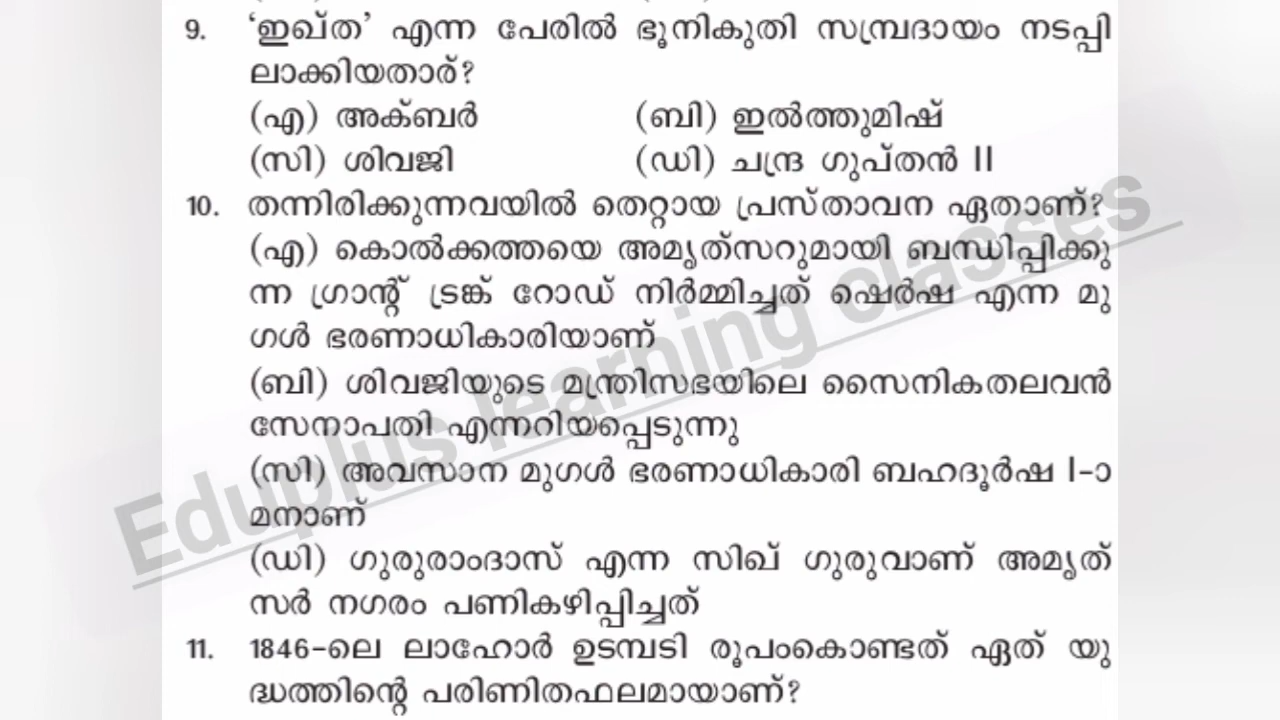 9. 'ഇഖ്ത' എന്ന പേരിൽ ഭൂനികുതി സമ്പ്രദായം നടപ്പി
ലാക്കിയതാര്?
(എ) അക്ബർ (ബി) ഇൽത്തുമിഷ്
(സി) ശിവജി (ഡി) ചന്ദ്ര ഗുപ്തൻ II
10. തന്നിരിക്കുന്നവയിൽ തെറ്റായ പ്രസ്താവന ഏതാണ്?
(എ) കൊൽക്കത്തയെ അമൃത്സറുമായി ബന്ധിപ്പിക്കു
ന്ന ഗ്രാന്റ് ട്രങ്ക് റോഡ് നിർമ്മിച്ചത് ഷെർഷ എന്ന മു
ഗൾ ഭരണാധികാരിയാണ്
(ബി) ശിവജിയുടെ മന്ത്രിസഭയിലെ സൈനികതലവൻ
സേനാപതി എന്നറിയപ്പെടുന്നു
(സി) അവസാന മുഗൾ ഭരണാധികാരി ബഹദൂർഷ I-ാ
മനാണ്
(ഡി) ഗുരുരാംദാസ് എന്ന സിഖ് ഗുരുവാണ് അമൃത്
സർ നഗരം പണികഴിപ്പിച്ചത്
11. 1846-ലെ ലാഹോർ ഉടമ്പടി രൂപംകൊണ്ടത് ഏത് യു
ദ്ധത്തിന്റെ പരിണിതഫലമായാണ്?
Eduplus learning classes